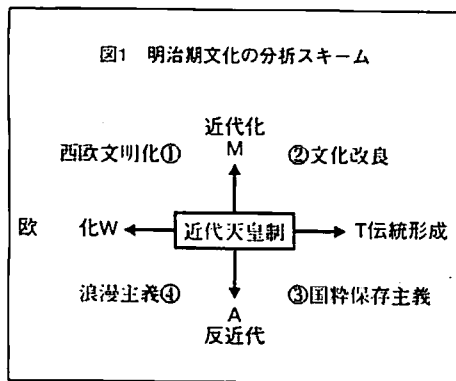 図1 明治期文化の分析スキーム
近代化
M
西欧文明化① ②文化改良
欧 化W 近代天皇制 T伝統形成
浪漫主義④ ③国粋保存主義
A
反近代